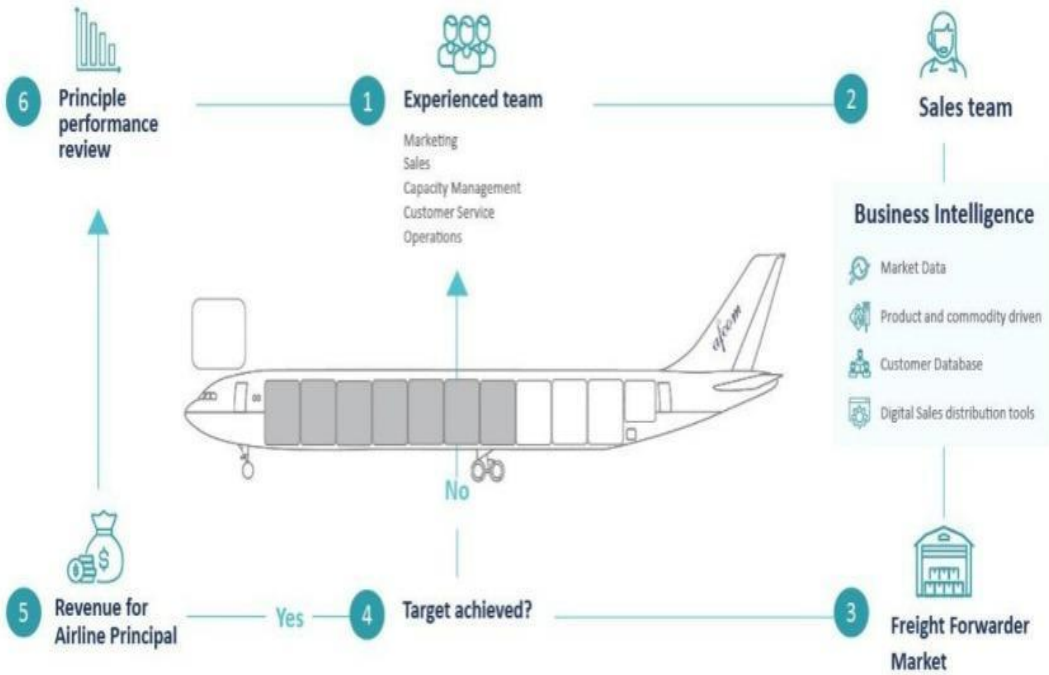 6
Principle
performance
review
1
Experienced team
Marketing
Sales
Capacity Management
Customer Service
Operations
2
Sales team
Business Intelligence
Market Data
Product and commodity driven
Customer Database
Digital Sales distribution tools
afcom
No
$
5
Revenue for
Airline Principal
Yes
4
Target achieved?
3
Freight Forwarder
Market